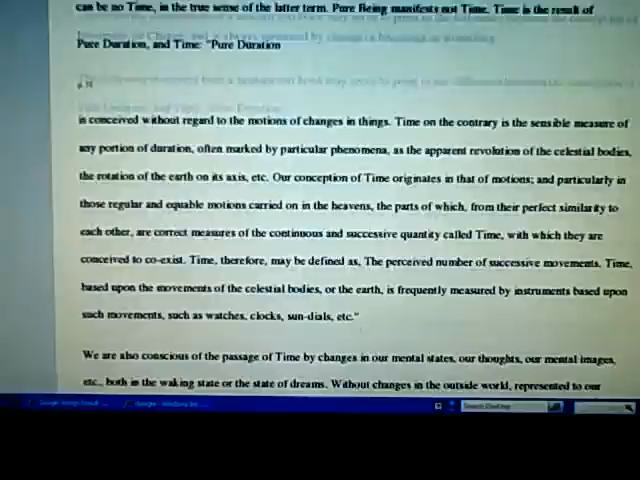 can be no Time, in the true sense of the latter term. Pure Being manifests not Time. Time is the result of
Pure Duration, and Time: "Pure Duration
is conceived without regard to the motions of changes in things. Time on the contrary is the sensible measure of
any portion of duration, often marked by particular phenomena, as the apparent revolution of the celestial bodies,
the rotation of the earth on its axis, etc. Our conception of Time originates in that of motions; and particularly in
those regular and equable motions carried on in the heavens, the parts of which, from their perfect similarity to
each other, are correct measures of the continuous and successive quantity called Time, with which they are
conceived to co-exist. Time, therefore, may be defined as, The perceived number of successive movements. Time,
based upon the movements of the celestial bodies, or the earth, is frequently measured by instruments based upon
such movements, such as watches, clocks, sun-dials, etc."
We are also conscious of the passage of Time by changes in our mental states, our thoughts, our mental images,
etc., both in the waking state or the state of dreams. Without changes in the outside world, represented to our